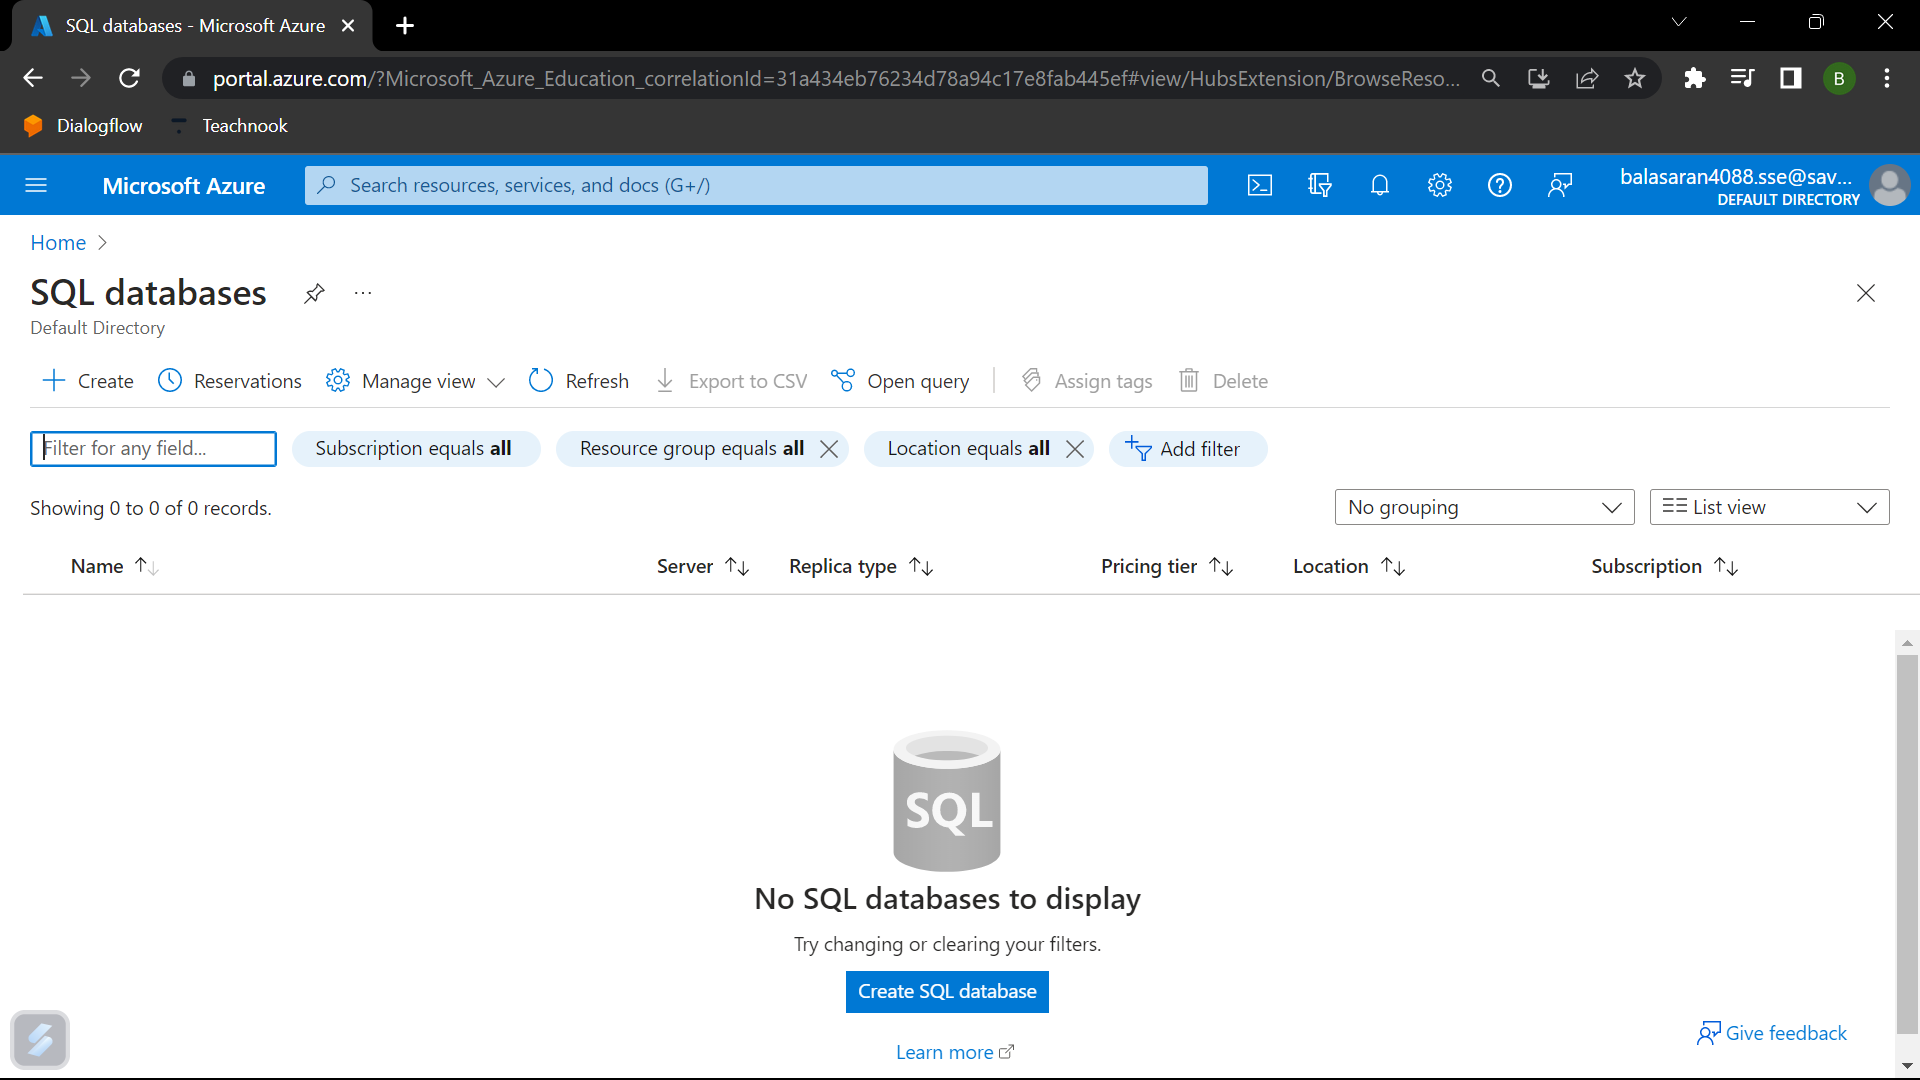 SQL databases - Microsoft Azure
portal.azure.com/?Microsoft_Azure_Education_correlationId=31a434eb76234d78a94c17e8fab445ef#view/HubsExtension/BrowseReso...
B
Dialogflow
Teachnook
Microsoft Azure
Search resources, services, and docs (G+/)
balasaran4088.sse@sav...
DEFAULT DIRECTORY
Home
SQL databases
Default Directory
Create
Reservations
Manage view
Refresh
Export to CSV
Open query
Assign tags
Delete
Filter for any field...
Subscription equals all
Resource group equals all
Location equals all
Add filter
Showing 0 to 0 of 0 records.
No grouping
List view
Name
Server
Replica type
Pricing tier
Location
Subscription
SQL
No SQL databases to display
Try changing or clearing your filters.
Create SQL database
Learn more
Give feedback